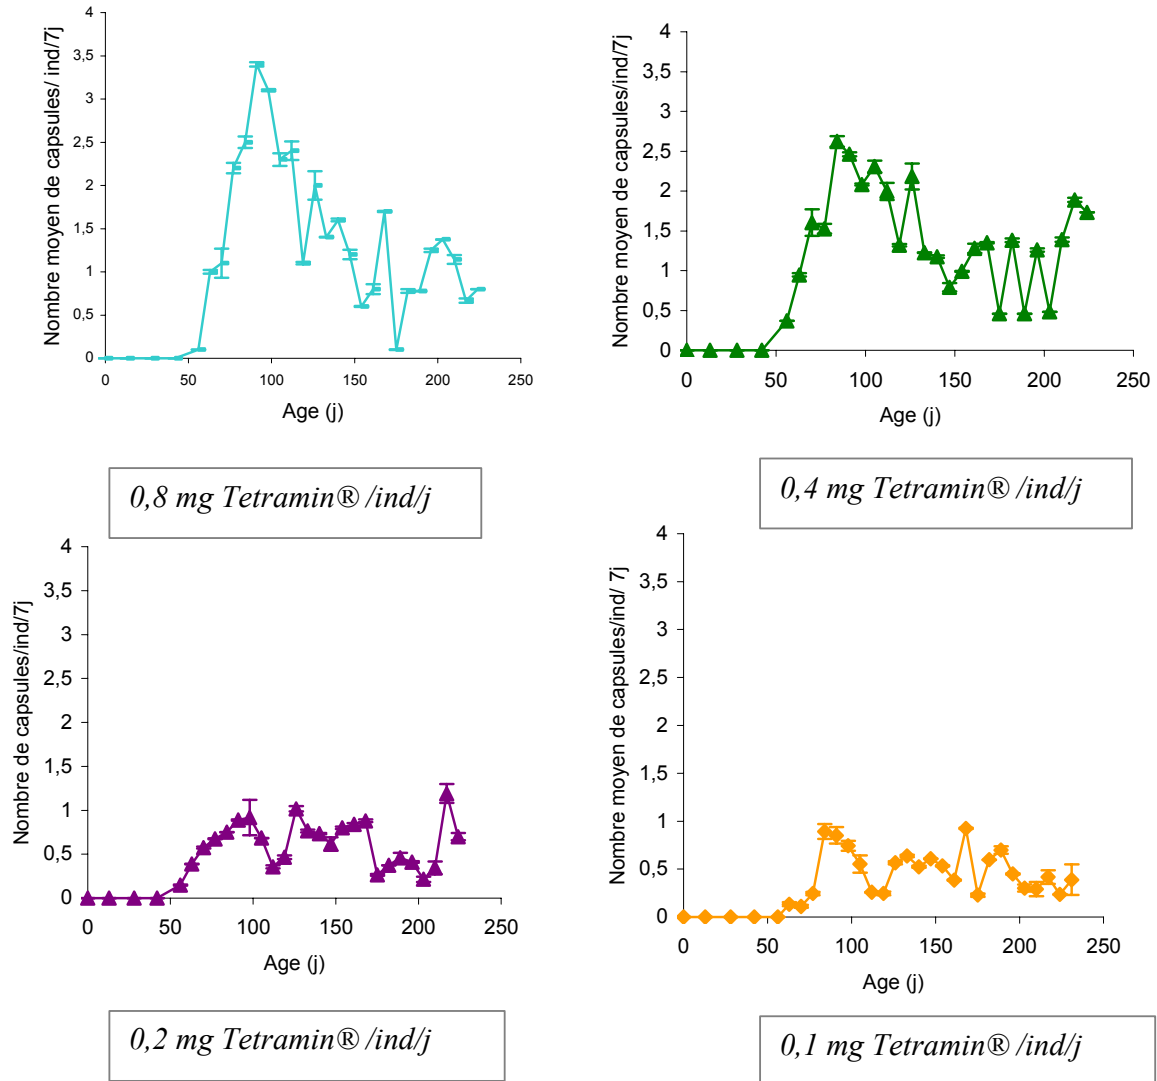 Nombre moyen de capsules/ ind/7j
4
3,5
3
2,5
2
1,5
1
0,5
0
0 50 100 150 200 250
Age (j)
0,8 mg Tetramin® /ind/j
Nombre moyen de capsules/ind/7j
4
3,5
3
2,5
2
1,5
1
0,5
0
0 50 100 150 200 250
Age (j)
0,4 mg Tetramin® /ind/j
Nombre de capsules/ind/7j
4
3,5
3
2,5
2
1,5
1
0,5
0
0 50 100 150 200 250
Age (j)
0,2 mg Tetramin® /ind/j
Nombre moyen de capsules/ind/ 7j
4
3,5
3
2,5
2
1,5
1
0,5
0
0 50 100 150 200 250
Age (j)
0,1 mg Tetramin® /ind/j